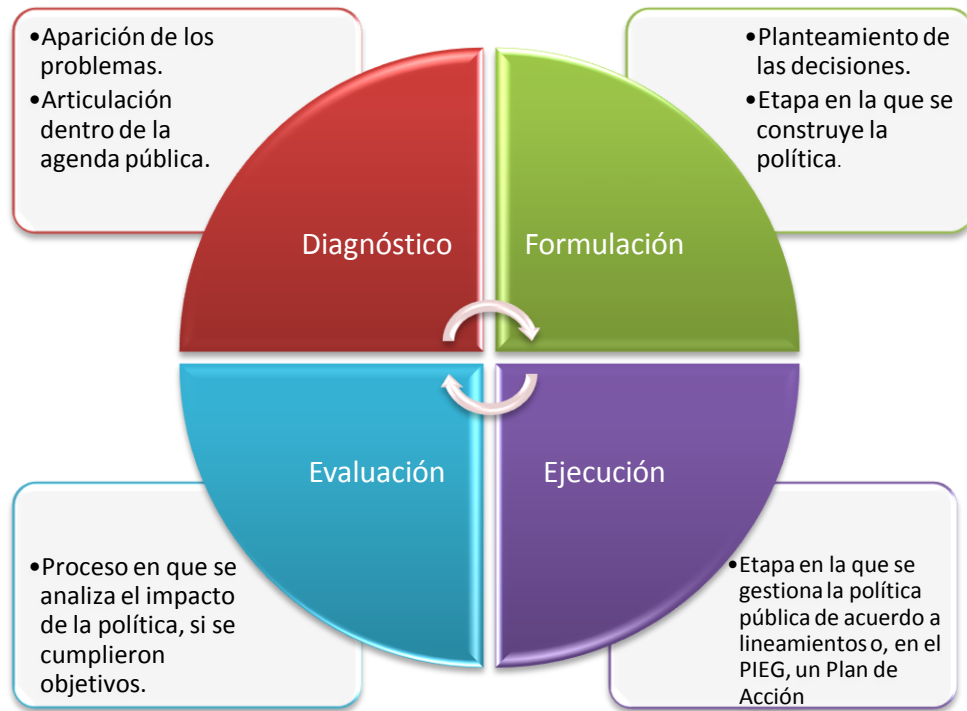 •Aparición de los
problemas.
•Articulación
dentro de la
agenda pública.
•Planteamiento de
las decisiones.
•Etapa en la que se
construye la
política.
Diagnóstico
Formulación
Evaluación
Ejecución
•Proceso en que se
analiza el impacto
de la política, si se
cumplieron
objetivos.
•Etapa en la que se
gestiona la política
pública de acuerdo a
lineamientos o, en el
PIEG, un Plan de
Acción